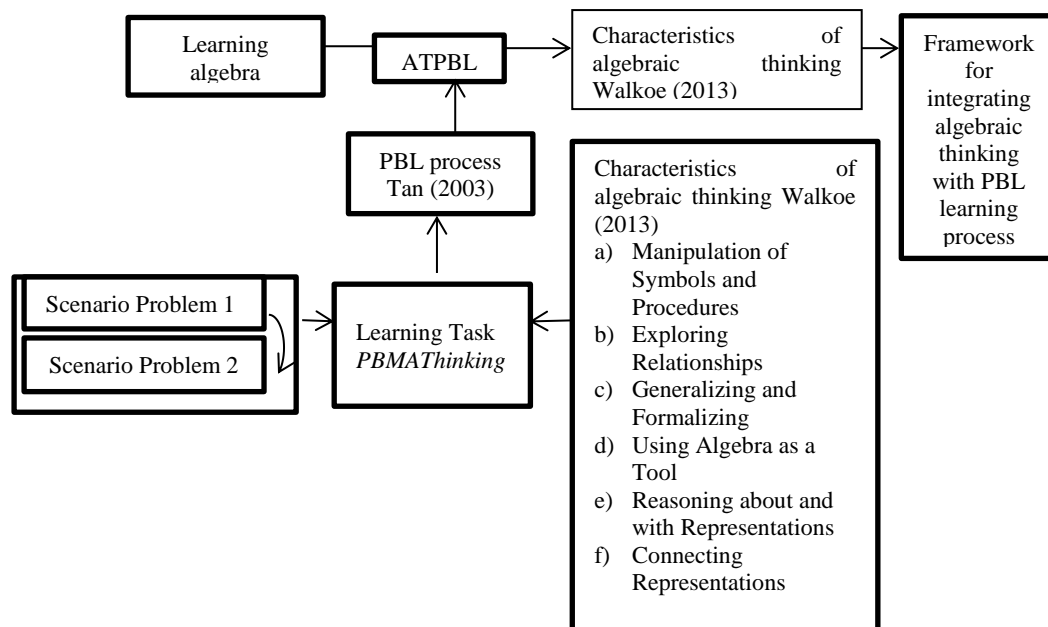 Learning
algebra
ATPBL
Characteristics of
algebraic thinking
Walkoe (2013)
Framework
for
integrating
algebraic
thinking
with PBL
learning
process
PBL process
Tan (2003)
Characteristics of
algebraic thinking Walkoe
(2013)
a) Manipulation of
Symbols and
Procedures
b) Exploring
Relationships
c) Generalizing and
Formalizing
d) Using Algebra as a
Tool
e) Reasoning about and
with Representations
f) Connecting
Representations
Scenario Problem 1
Scenario Problem 2
Learning Task
PBMAThinking